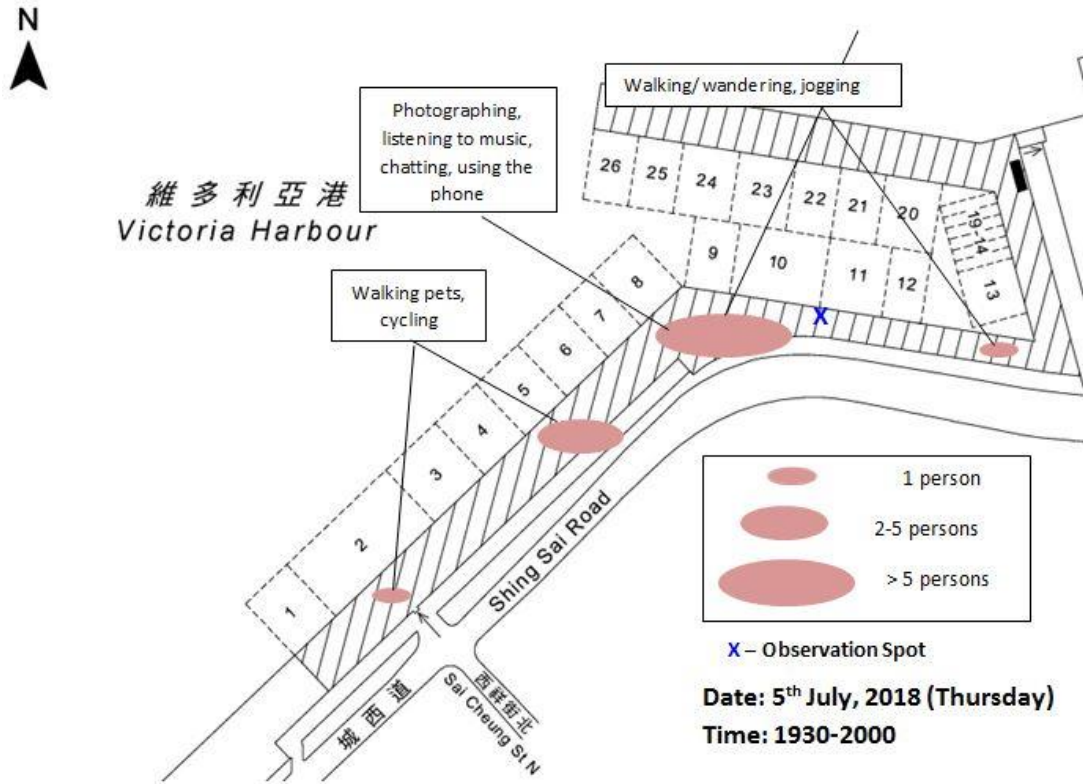 N
Walking/ wandering, jogging
Photographing,
listening to music,
chatting, using the
phone
維多利亞港
Victoria Harbour
Walking pets,
cycling
26
25
24
23
22
21
20
19-14
13
9
10
11
12
8
7
6
5
4
3
2
1
X
Shing Sai Road
城西道
西祥街北
Sai Cheung St N
1 person
2-5 persons
> 5 persons
X – Observation Spot
Date: 5th July, 2018 (Thursday)
Time: 1930-2000